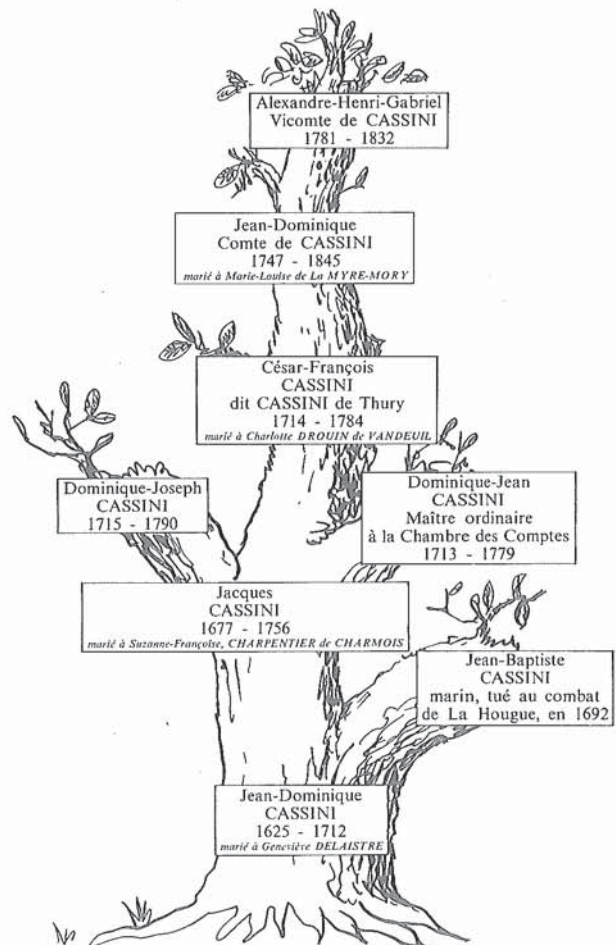 Alexandre-Henri-Gabriel
Vicomte de CASSINI
1781 - 1832
Jean-Dominique
Comte de CASSINI
1747 - 1845
marié à Marie-Louise de La MYRE-MORY
César-François
CASSINI
dit CASSINI de Thury
1714 - 1784
marié à Charlotte DROUIN de VANDEUIL
Dominique-Joseph
CASSINI
1715 - 1790
Dominique-Jean
CASSINI
Maître ordinaire
à la Chambre des Comptes
1713 - 1779
Jacques
CASSINI
1677 - 1756
marié à Suzanne-Françoise, CHARPENTIER de CHARMOIS
Jean-Baptiste
CASSINI
marin, tué au combat
de La Hougue, en 1692
Jean-Dominique
CASSINI
1625 - 1712
marié à Geneviève DELAISTRE